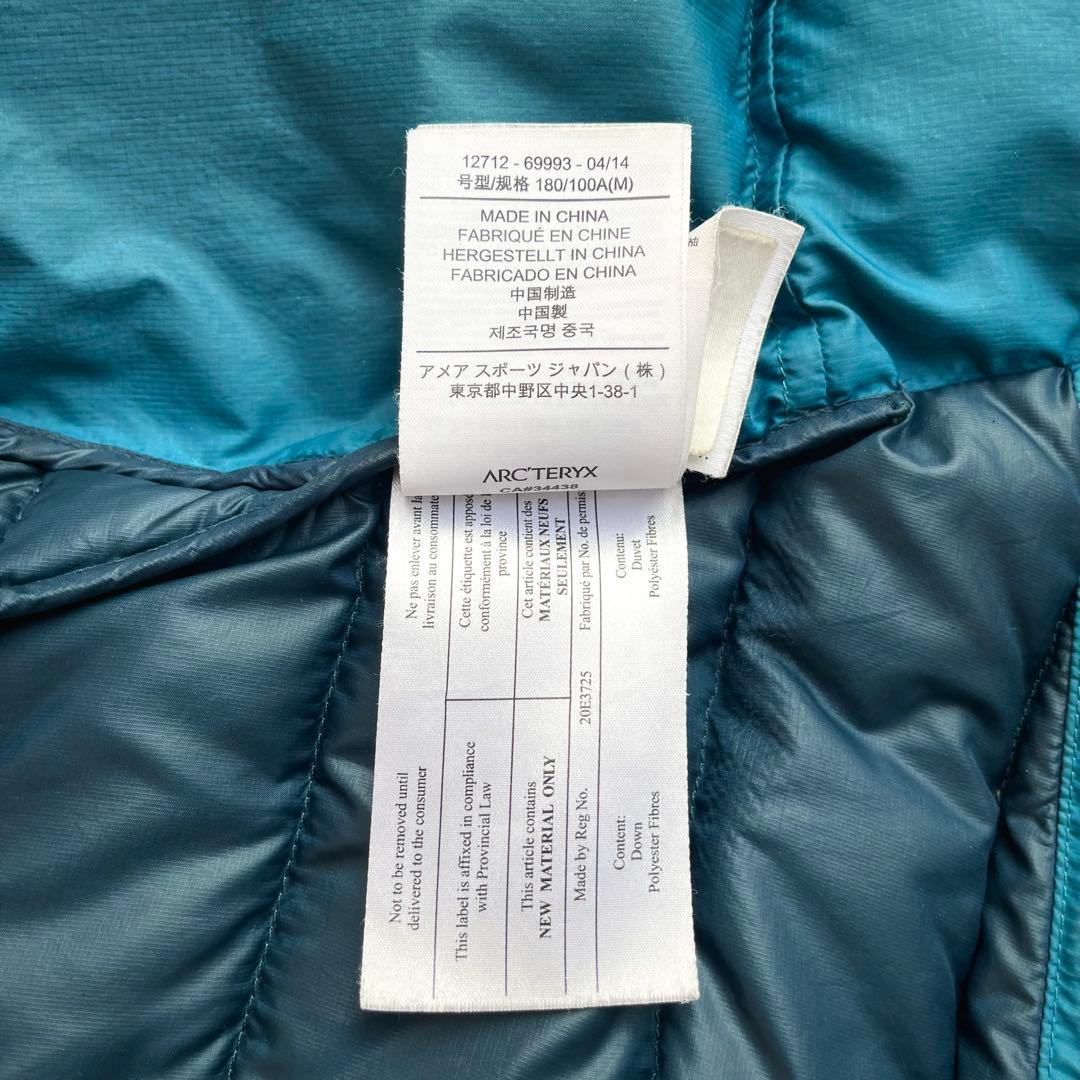 12712 - 69993 - 04/14
号型/规格 180/100A(M)
MADE IN CHINA
FABRIQUÉ EN CHINE
HERGESTELLT IN CHINA
FABRICADO EN CHINA
中国制造
中国製
제조국명 중국
アメア スポーツ ジャパン ( 株 )
東京都中野区中央1-38-1
ARC'TERYX
CA#34438
Ne pas enlever avant la
livraison au consommate
Cette étiquette est apposé
conformément à la loi de l
province
Cet article contient des
MATÉRIAUX NEUFS
SEULEMENT
Fabriqué par No. de permis
20E3725
Contenu:
Duvet
Polyéster Fibres
Not to be removed until
delivered to the consumer
This label is affixed in compliance
with Provincial Law
This article contains
NEW MATERIAL ONLY
Made by Reg No.
Content:
Down
Polyester Fibres